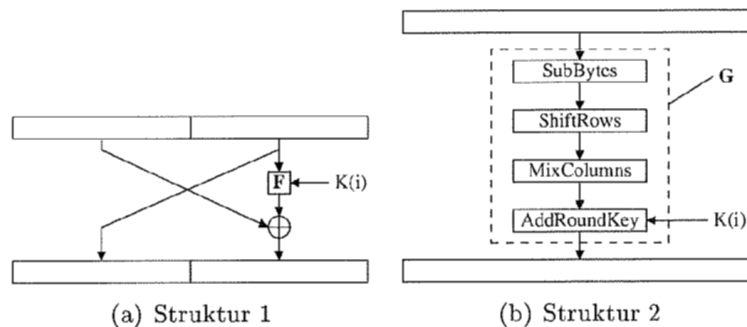 SubBytes
G
ShiftRows
MixColumns
F
K(i)
AddRoundKey
K(i)
(a) Struktur 1
(b) Struktur 2